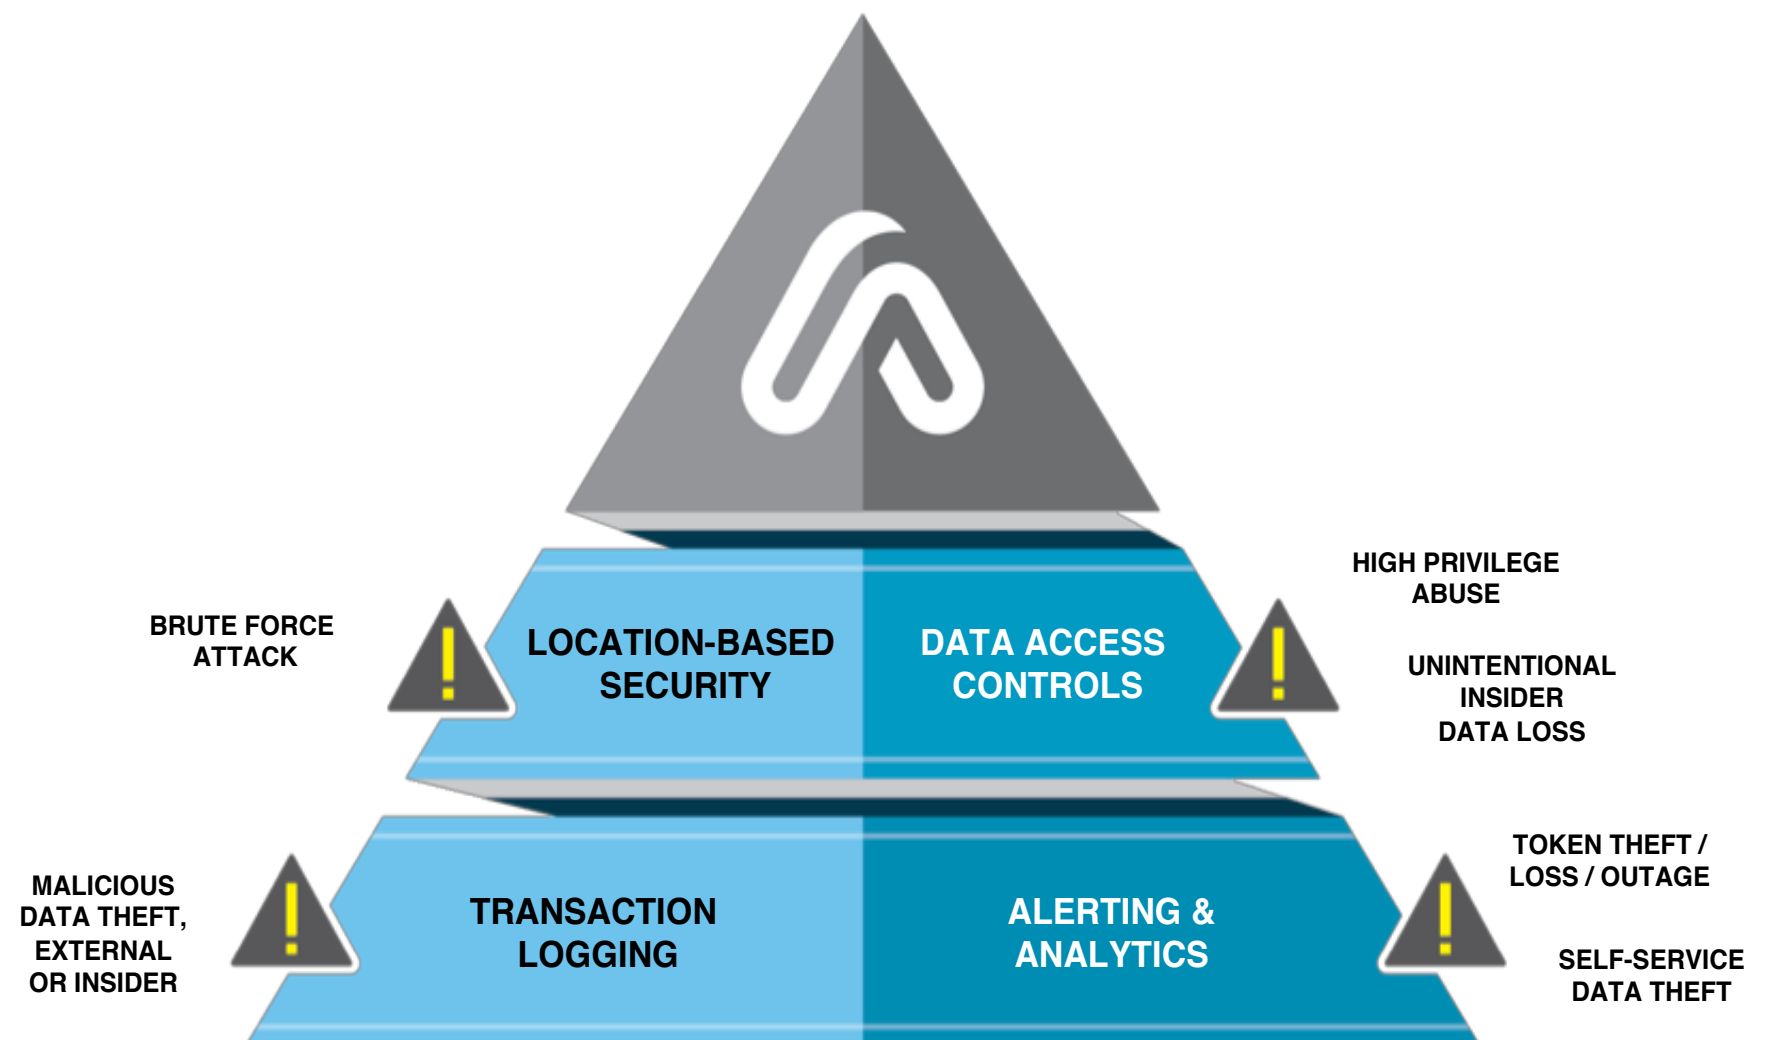 HIGH PRIVILEGE
ABUSE
BRUTE FORCE
ATTACK
LOCATION-BASED
SECURITY
DATA ACCESS
CONTROLS
UNINTENTIONAL
INSIDER
DATA LOSS
MALICIOUS
DATA THEFT,
EXTERNAL
OR INSIDER
TRANSACTION
LOGGING
ALERTING &
ANALYTICS
TOKEN THEFT /
LOSS / OUTAGE
SELF-SERVICE
DATA THEFT